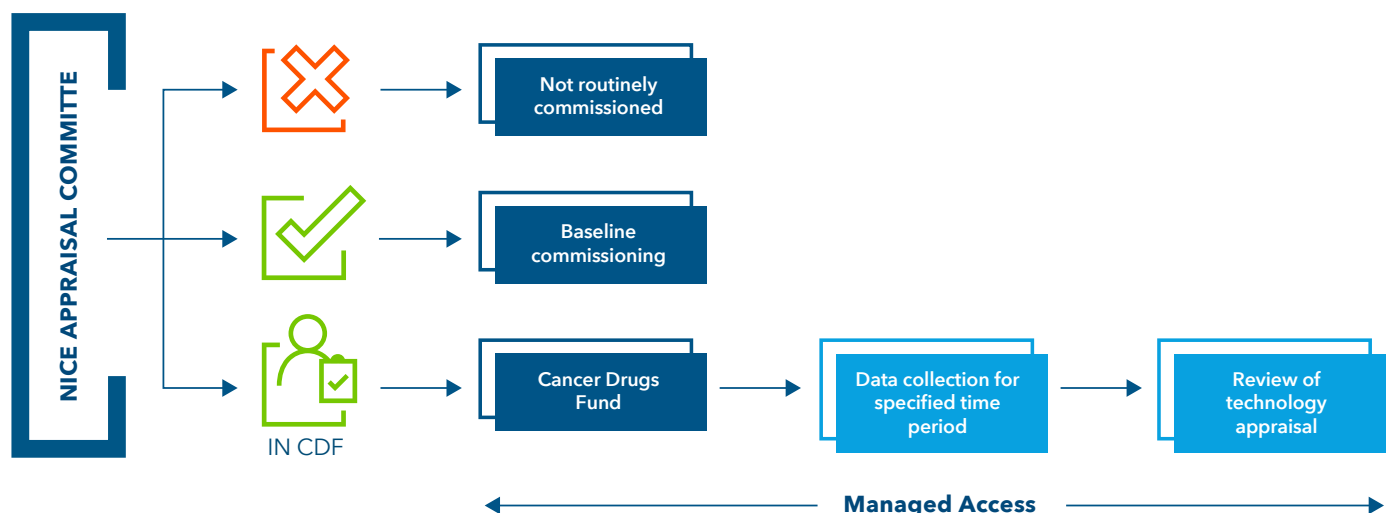 NICE APPRAISAL COMMITTE
Not routinely
commissioned
Baseline
commissioning
IN CDF
Cancer Drugs
Fund
Data collection for
specified time
period
Review of
technology
appraisal
Managed Access